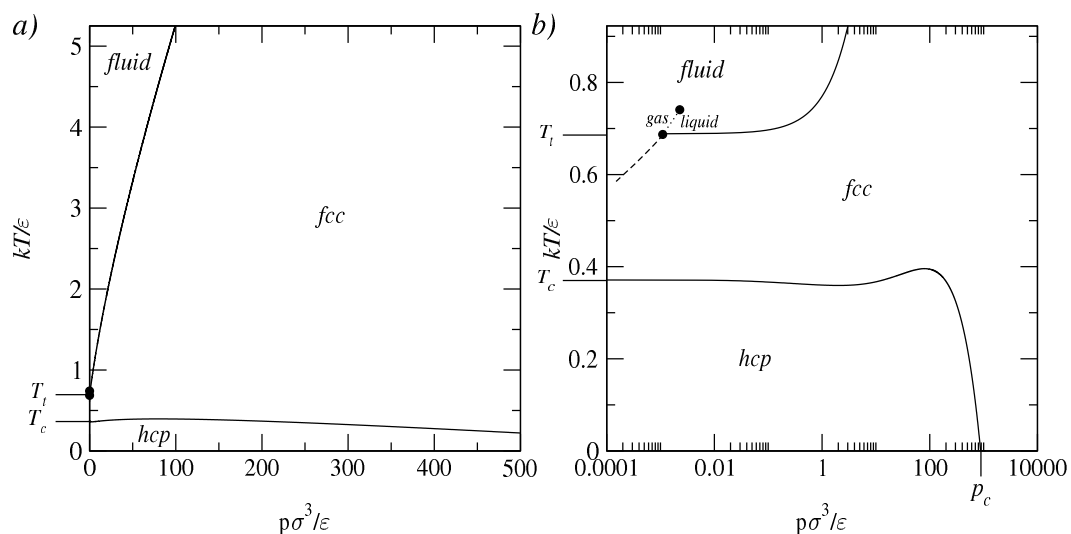 a)
fluid
fcc
hcp
kT/ε
5
4
3
2
1
0
T_t
T_c
0 100 200 300 400 500
pσ³/ε
b)
fluid
gas liquid
fcc
hcp
kT/ε
0.8
0.6
0.4
0.2
0
T_t
T_c
0.0001 0.01 1 100 10000
p_c
pσ³/ε